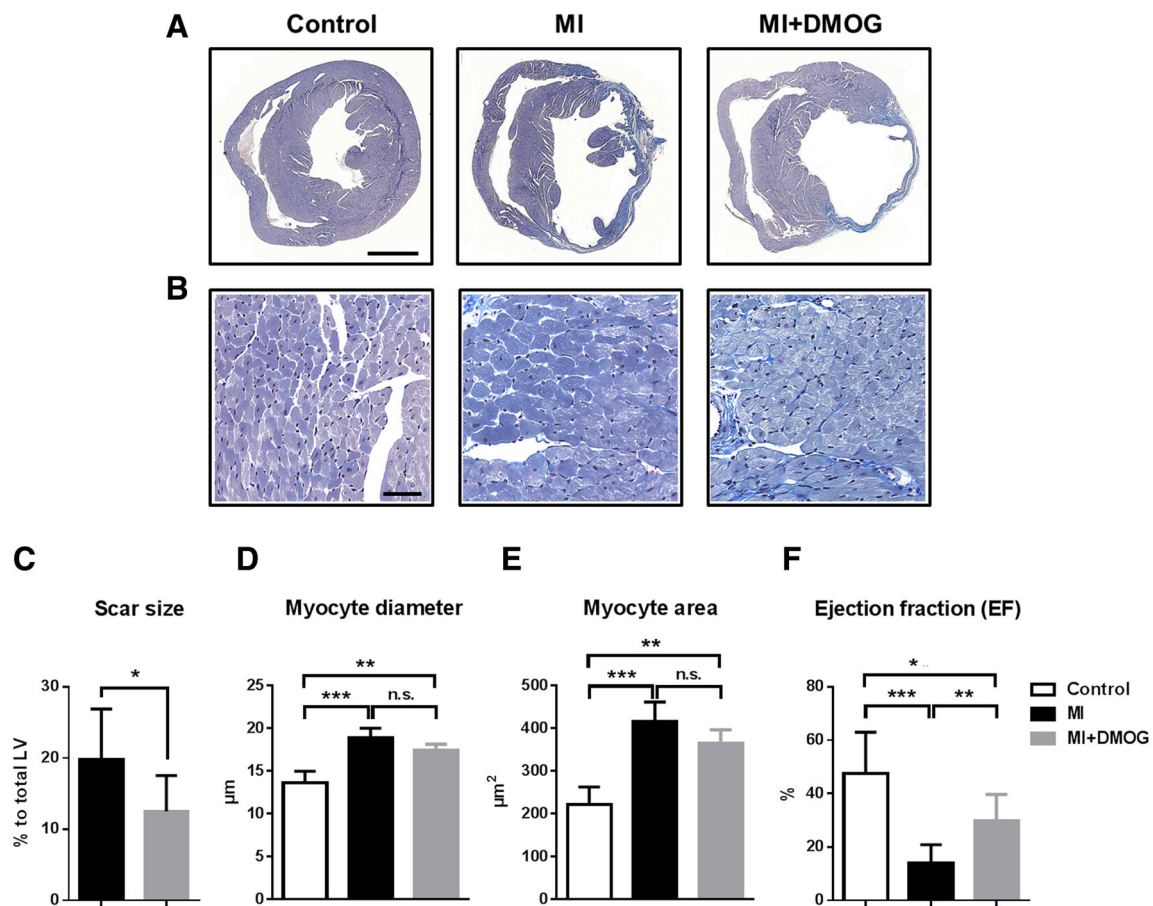 A
Control
MI
MI+DMOG
B
C
D
E
F
Scar size
Myocyte diameter
Myocyte area
Ejection fraction (EF)
*
**
***
n.s.
**
***
n.s.
*
***
**
% to total LV
30
20
10
0
µm
25
20
15
10
5
0
µm²
500
400
300
200
100
0
%
80
60
40
20
0
Control
MI
MI+DMOG